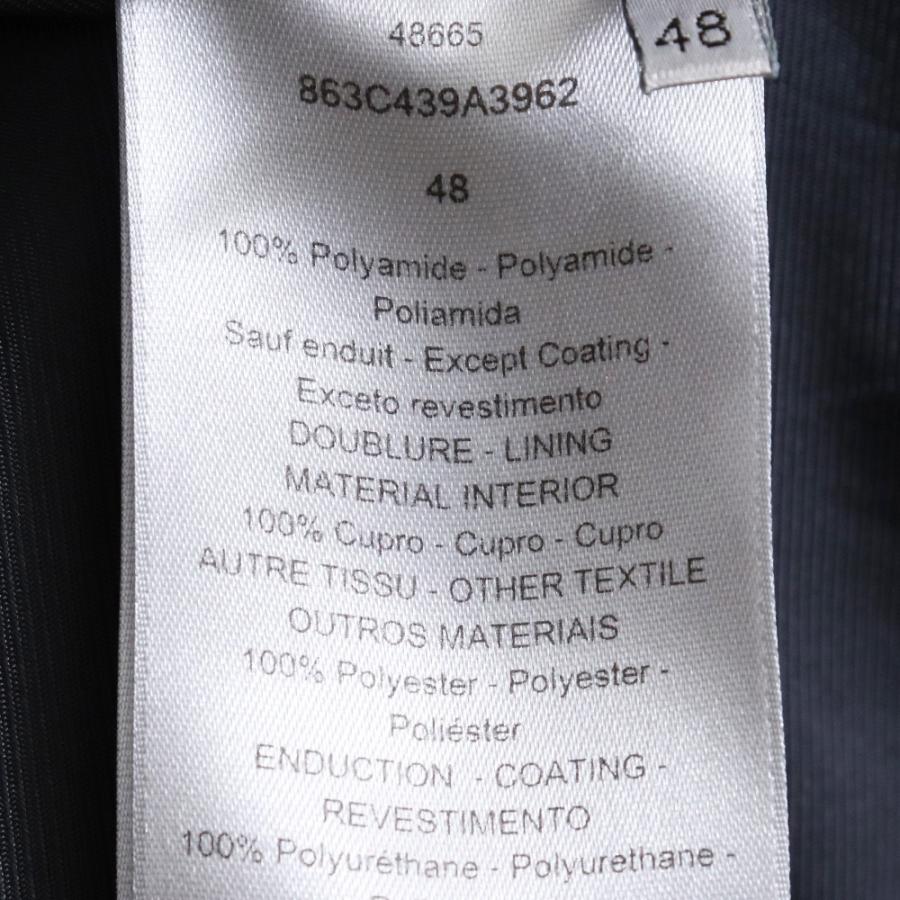 48665
48
863C439A3962
48
100% Polyamide - Polyamide -
Poliamida
Sauf enduit - Except Coating -
Exceto revestimento
DOUBLURE - LINING
MATERIAL INTERIOR
100% Cupro - Cupro - Cupro
AUTRE TISSU - OTHER TEXTILE
OUTROS MATERIAIS
100% Polyester - Polyester -
Poliéster
ENDUCTION - COATING -
REVESTIMENTO
100% Polyuréthane - Polyurethane -